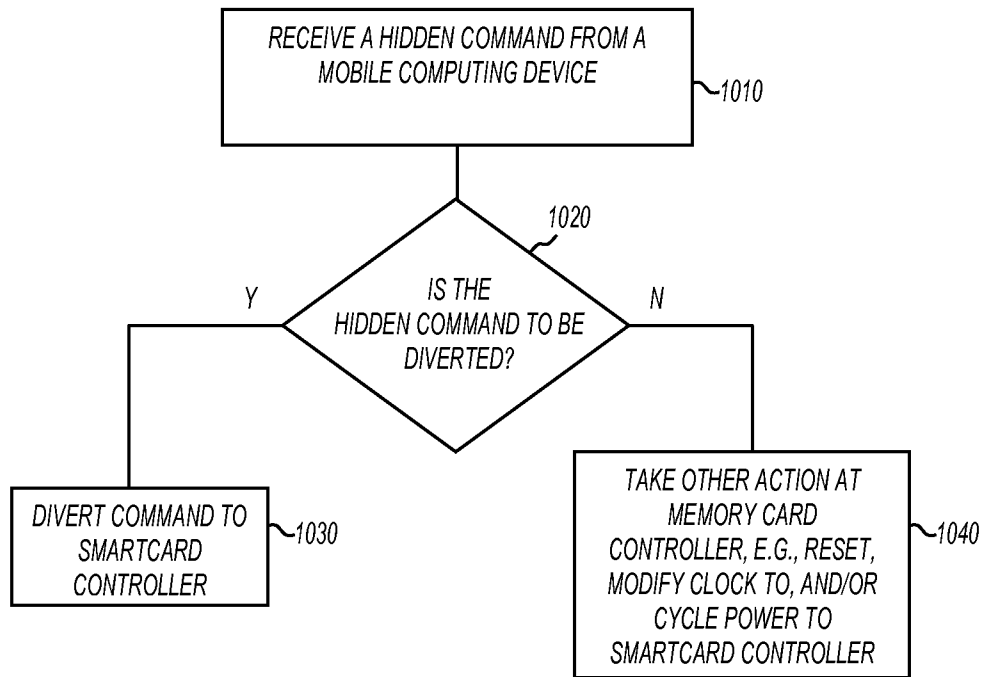 RECEIVE A HIDDEN COMMAND FROM A
MOBILE COMPUTING DEVICE
1010
1020
IS THE
HIDDEN COMMAND TO BE
DIVERTED?
Y
N
DIVERT COMMAND TO
SMARTCARD
CONTROLLER
1030
TAKE OTHER ACTION AT
MEMORY CARD
CONTROLLER, E.G., RESET,
MODIFY CLOCK TO, AND/OR
CYCLE POWER TO
SMARTCARD CONTROLLER
1040